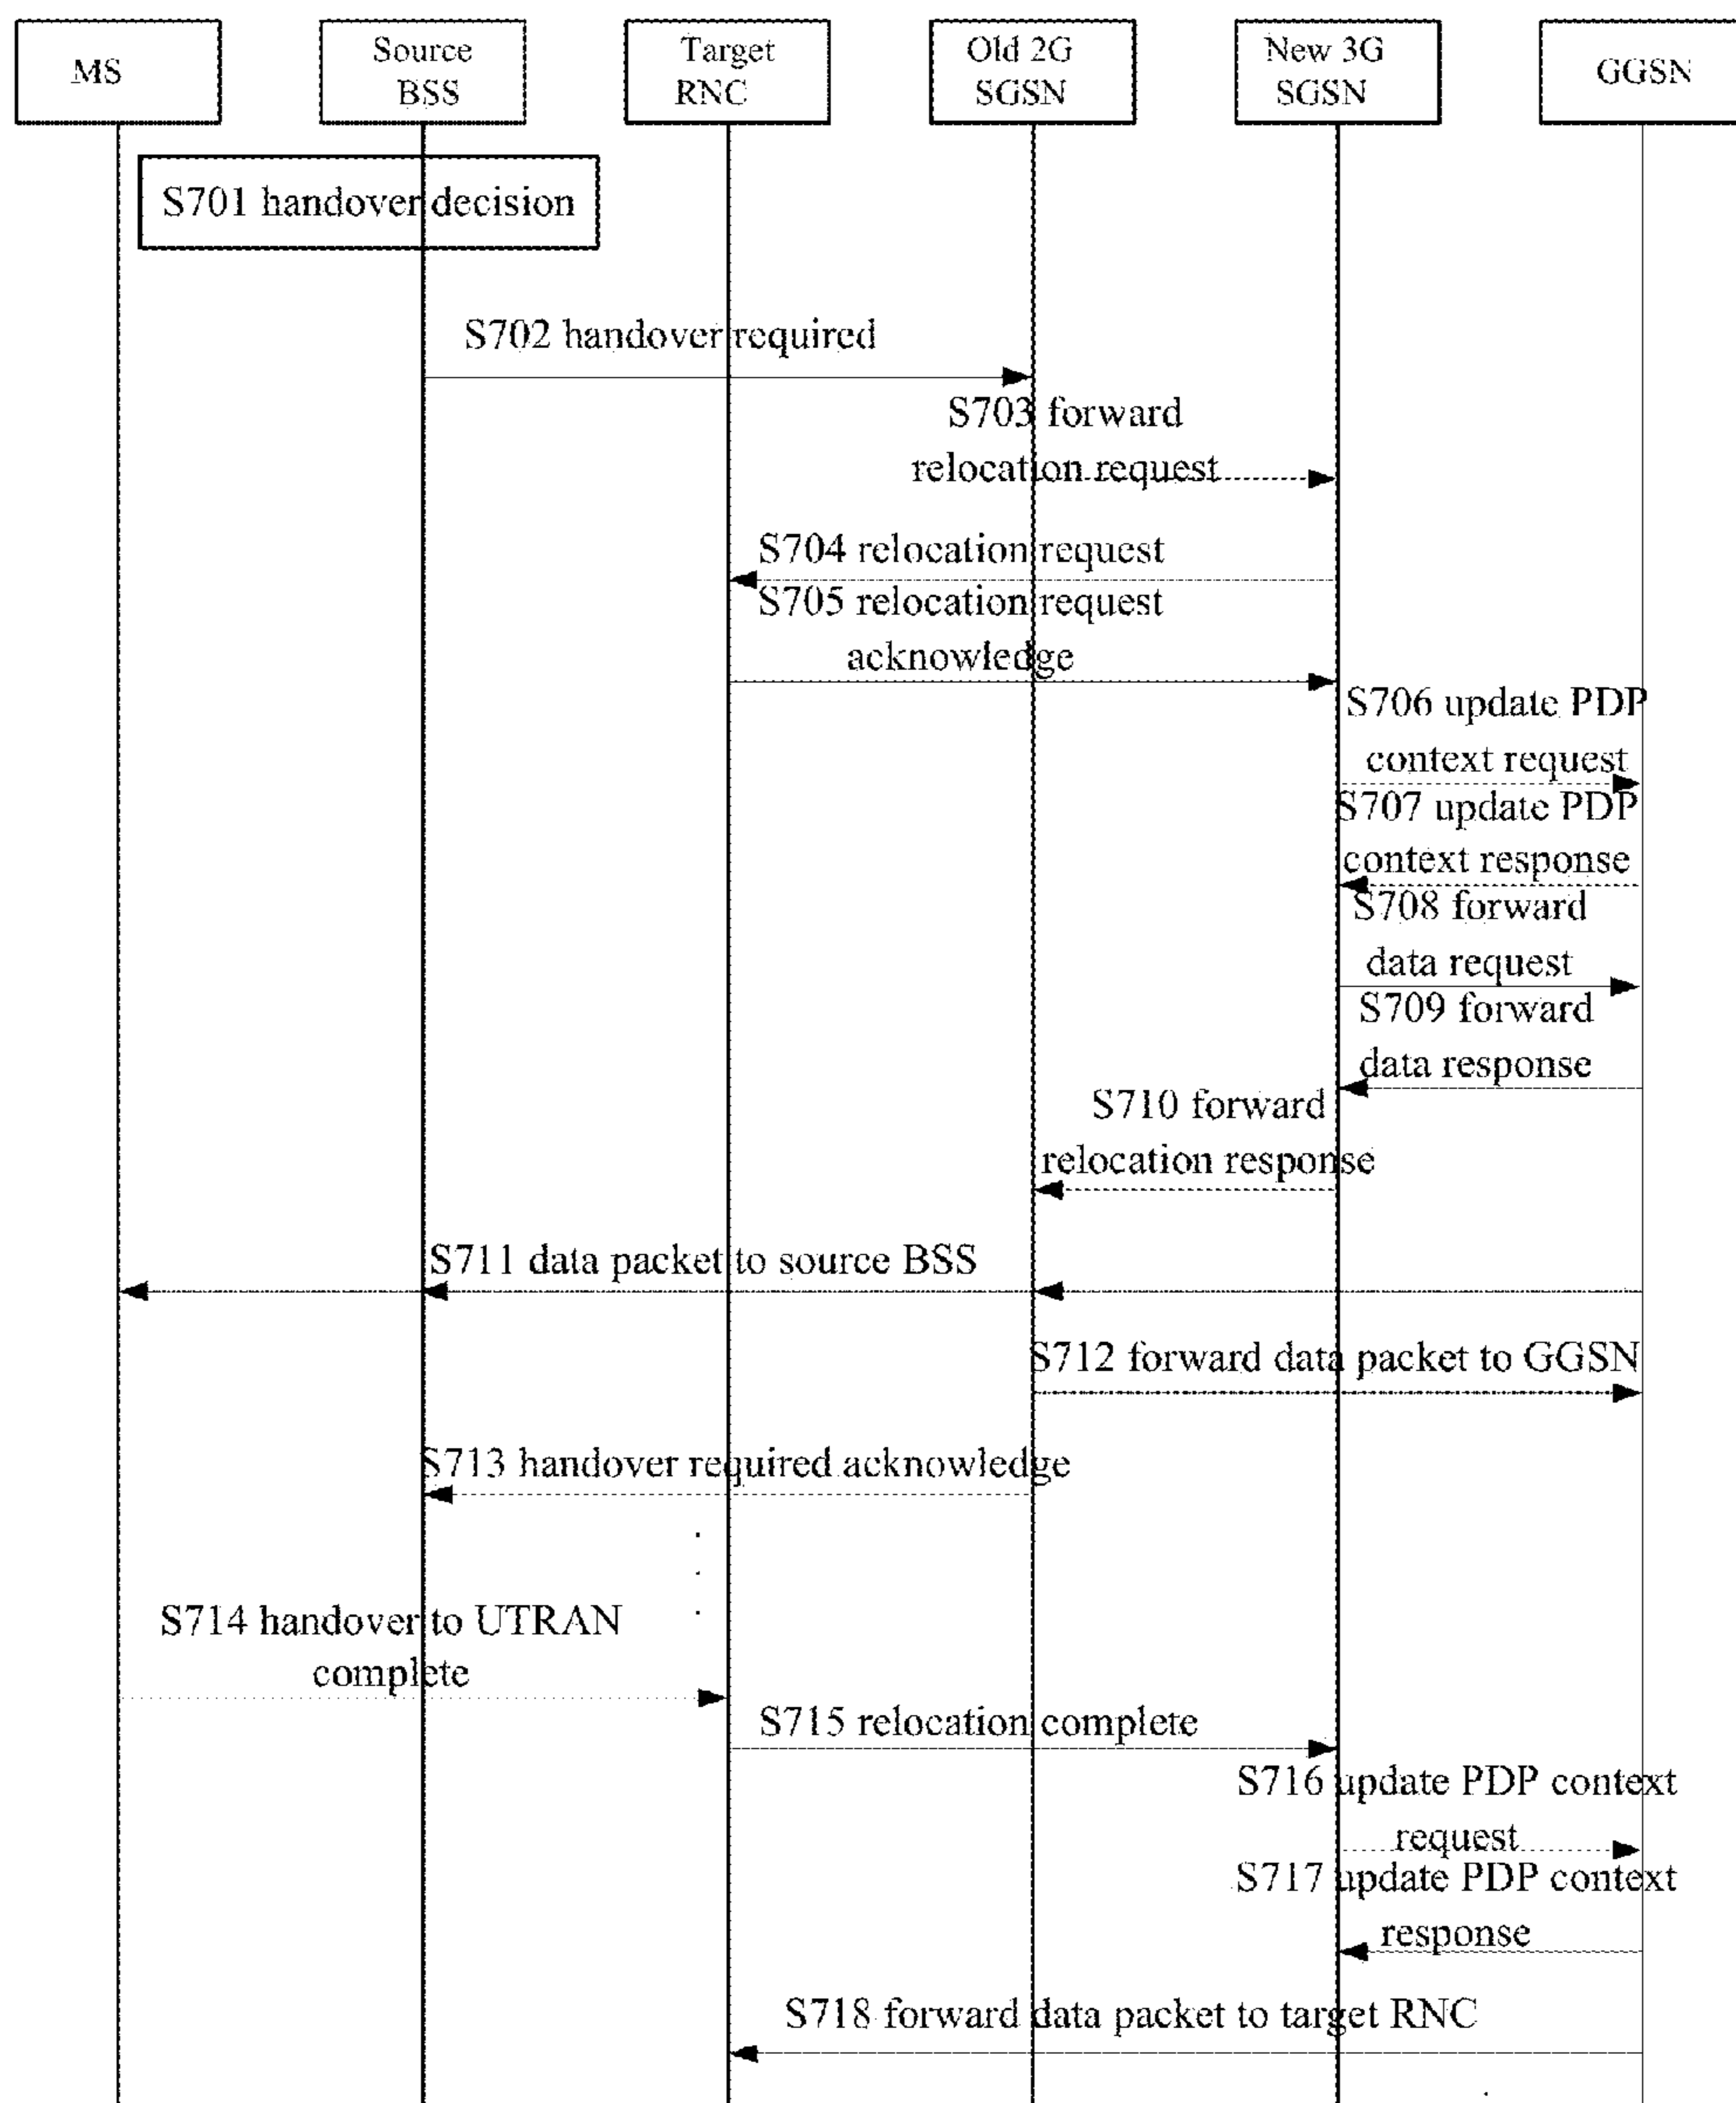 MS
Source
BSS
Target
RNC
Old 2G
SGSN
New 3G
SGSN
GGSN
S701 handover decision
S702 handover required
S703 forward
relocation request
S704 relocation request
S705 relocation request
acknowledge
S706 update PDP
context request
S707 update PDP
context response
S708 forward
data request
S709 forward
data response
S710 forward
relocation response
S711 data packet to source BSS
S712 forward data packet to GGSN
S713 handover required acknowledge
S714 handover to UTRAN
complete
S715 relocation complete
S716 update PDP context
request
S717 update PDP context
response
S718 forward data packet to target RNC